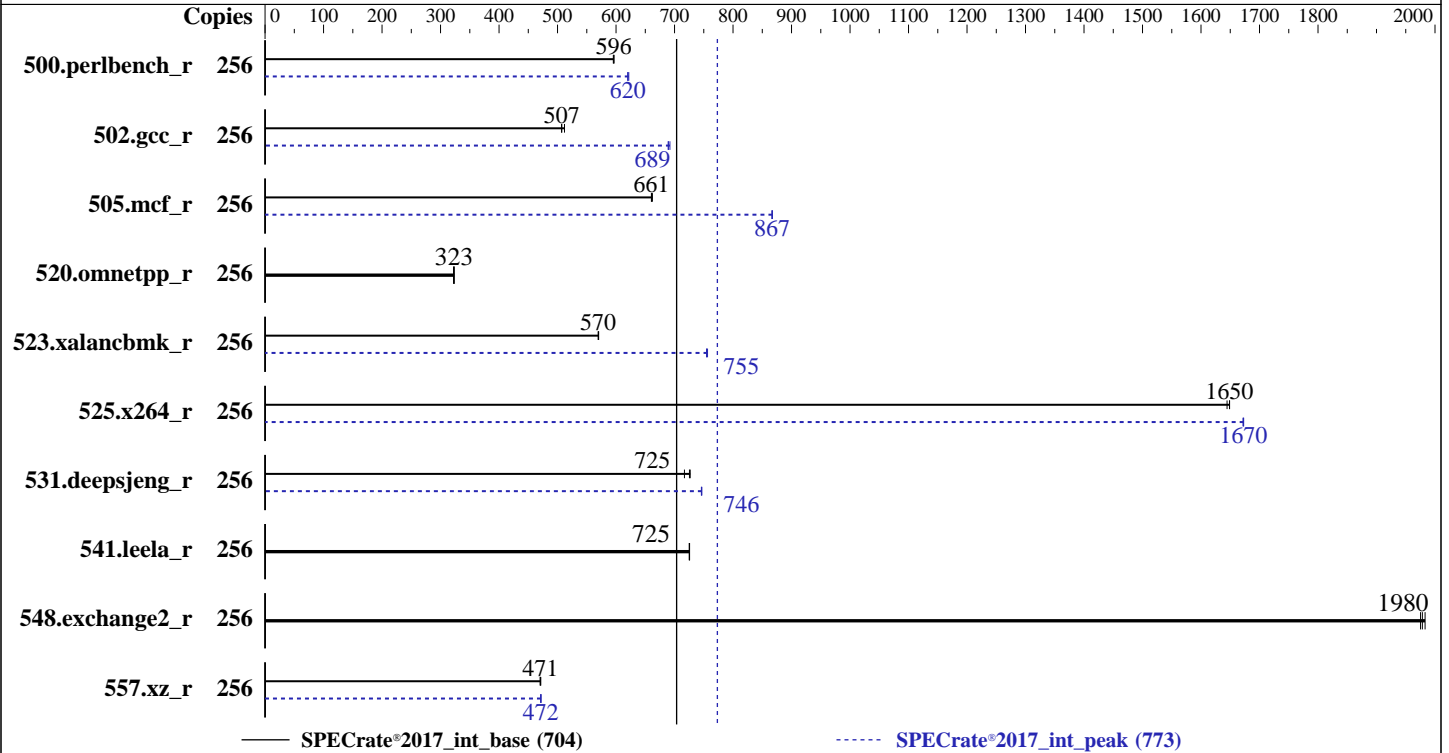 Copies 0 100 200 300 400 500 600 700 800 900 1000 1100 1200 1300 1400 1500 1600 1700 1800 2000
596
500.perlbench_r 256
620
507
502.gcc_r 256
689
661
505.mcf_r 256
867
323
520.omnetpp_r 256
570
523.xalancbmk_r 256
755
1650
525.x264_r 256
1670
725
531.deepsjeng_r 256
746
725
541.leela_r 256
1980
548.exchange2_r 256
471
557.xz_r 256
472
SPECrate®2017_int_base (704) SPECrate®2017_int_peak (773)